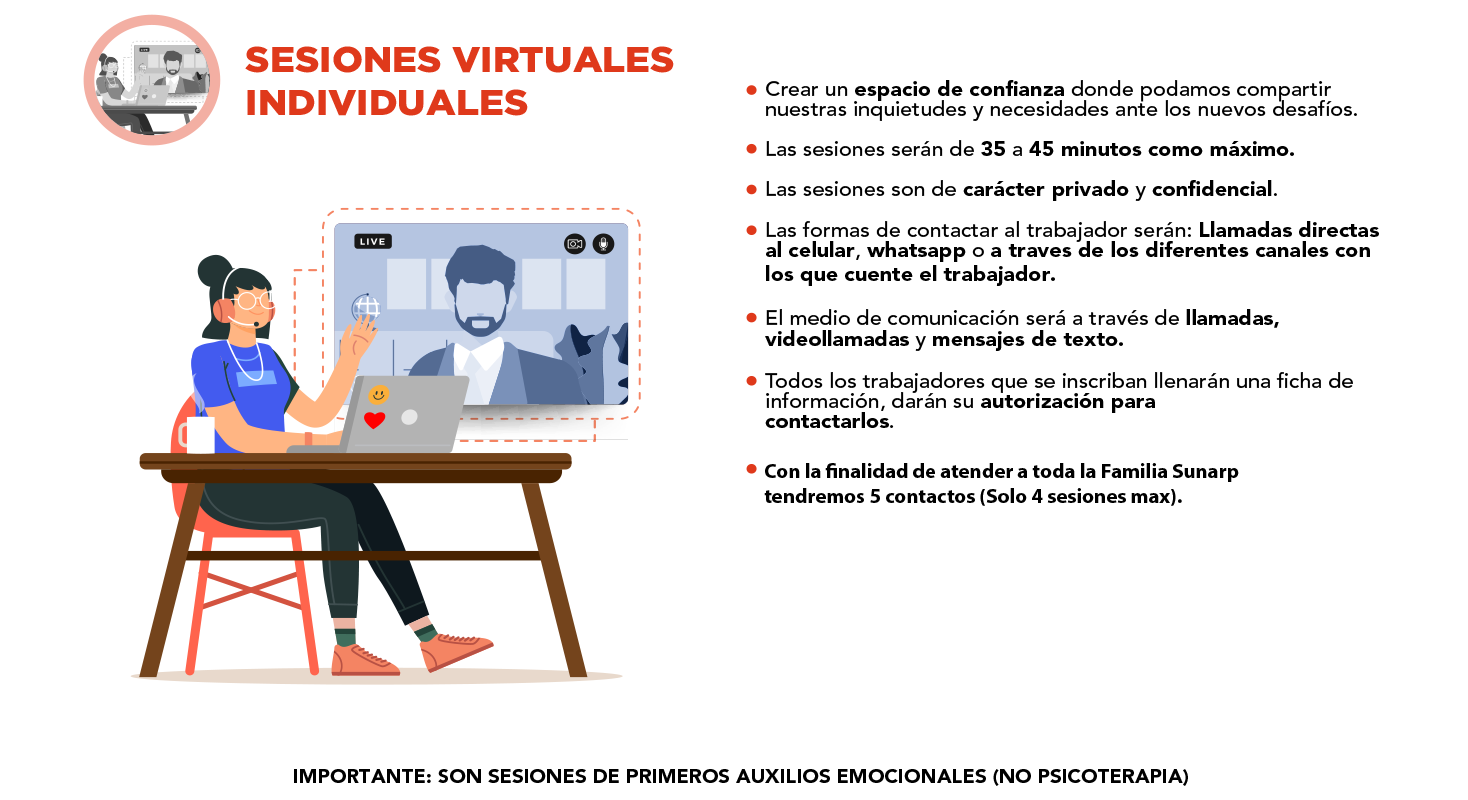 SESIONES VIRTUALES
INDIVIDUALES
LIVE
Crear un espacio de confianza donde podamos compartir
nuestras inquietudes y necesidades ante los nuevos desafíos.
Las sesiones serán de 35 a 45 minutos como máximo.
Las sesiones son de carácter privado y confidencial.
Las formas de contactar al trabajador serán: Llamadas directas
al celular, whatsapp o a traves de los diferentes canales con
los que cuente el trabajador.
El medio de comunicación será a través de llamadas,
videollamadas y mensajes de texto.
Todos los trabajadores que se inscriban llenarán una ficha de
información, darán su autorización para
contactarlos.
Con la finalidad de atender a toda la Familia Sunarp
tendremos 5 contactos (Solo 4 sesiones max).
IMPORTANTE: SON SESIONES DE PRIMEROS AUXILIOS EMOCIONALES (NO PSICOTERAPIA)